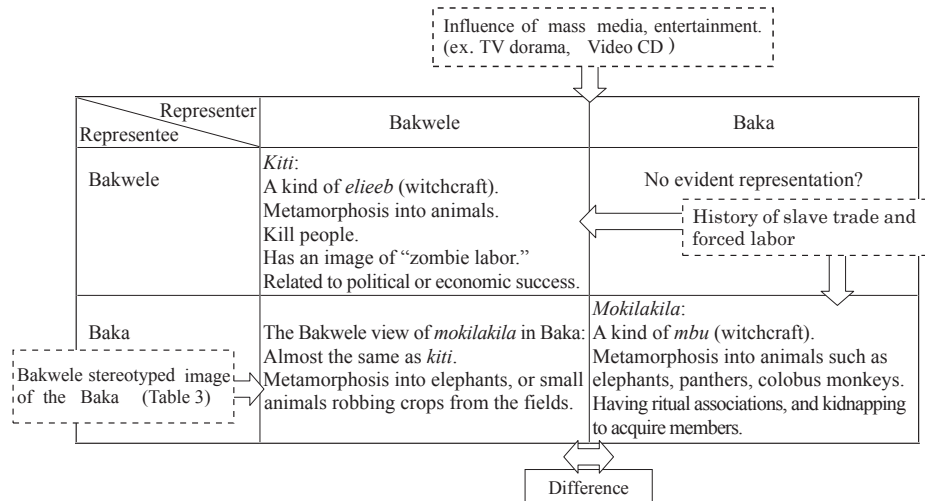 Influence of mass media, entertainment.
(ex. TV dorama, Video CD )
Representer
Representee
Bakwele
Baka
Bakwele
Kiti:
A kind of elieeb (witchcraft).
Metamorphosis into animals.
Kill people.
Has an image of “zombie labor.”
Related to political or economic success.
No evident representation?
History of slave trade and
forced labor
Baka
The Bakwele view of mokilakila in Baka:
Almost the same as kiti.
Metamorphosis into elephants, or small
animals robbing crops from the fields.
Mokilakila:
A kind of mbu (witchcraft).
Metamorphosis into animals such as
elephants, panthers, colobus monkeys.
Having ritual associations, and kidnapping
to acquire members.
Bakwele stereotyped image
of the Baka (Table 3)
Difference